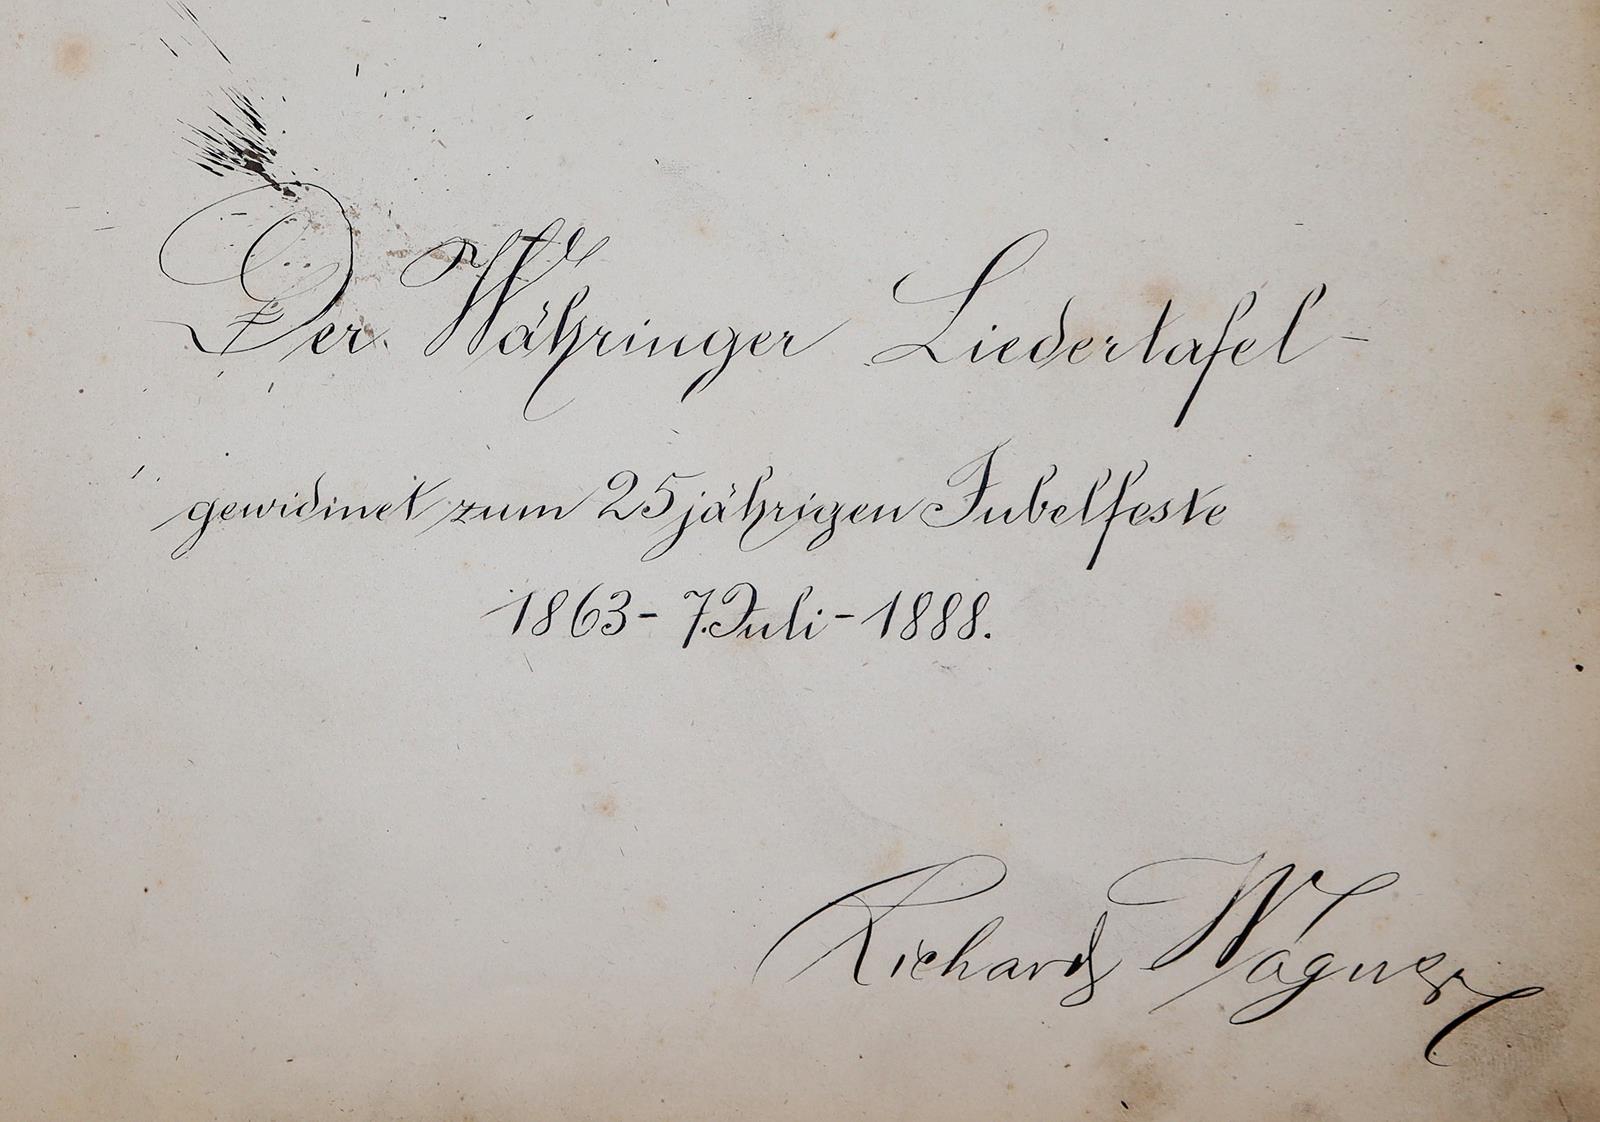 Der Währinger Liedertafel-
gewidmet zum 25jährigen Jubelfeste
1863-7.Juli-1888.
Richard Wagner